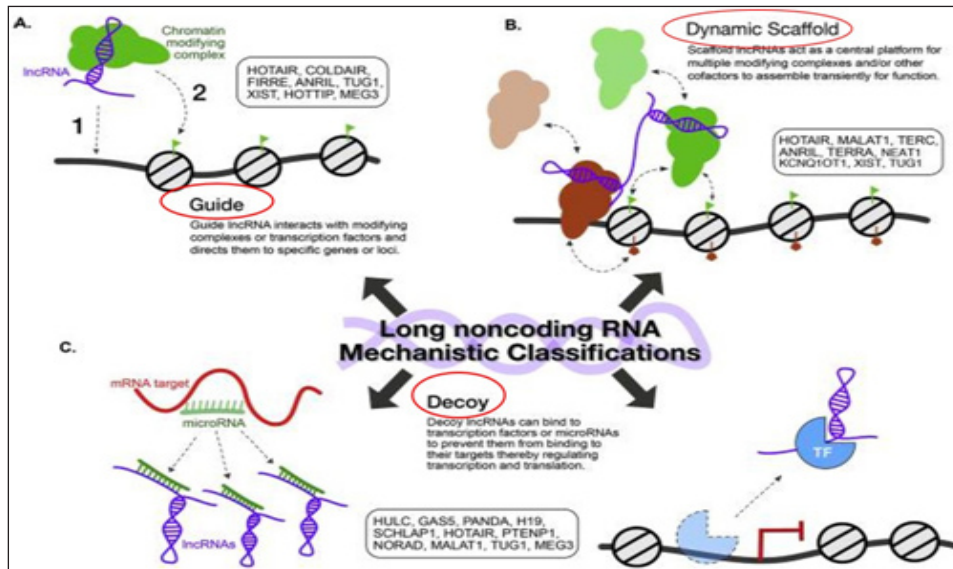 A.
Chromatin
modifying
complex
lncRNA
1
2
HOTAIR, COLDAIR,
FIRRE, ANRIL, TUG1,
XIST, HOTTIP, MEG3
Guide
Guide lncRNA interacts with modifying
complexes or transcription factors and
directs them to specific genes or loci.
B.
Dynamic Scaffold
Scaffold lncRNAs act as a central platform for
multiple modifying complexes and/or other
cofactors to assemble transiently for function.
HOTAIR, MALAT1, TERC,
ANRIL, TERRA, NEAT1
KCNQ1OT1, XIST, TUG1
Long noncoding RNA
Mechanistic Classifications
C.
mRNA target
microRNA
lncRNAs
Decoy
Decoy lncRNAs can bind to
transcription factors or microRNAs
to prevent them from binding to
their targets thereby regulating
transcription and translation.
HULC, GAS5, PANDA, H19,
SCHLAP1, HOTAIR, PTENP1,
NORAD, MALAT1, TUG1, MEG3
TF